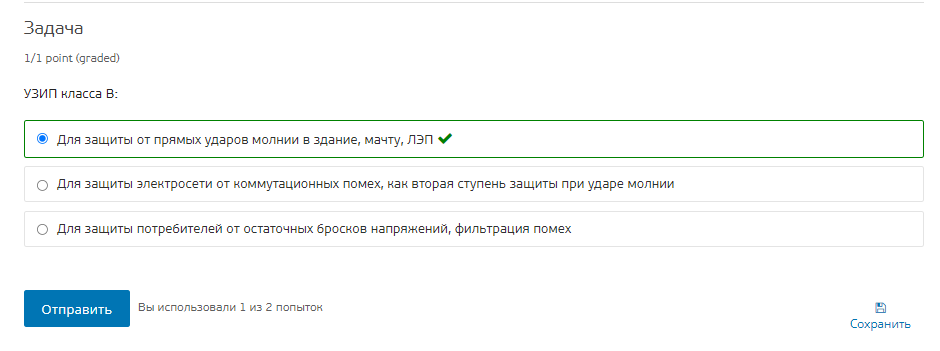 Задача
1/1 point (graded)
УЗИП класса B:
Для защиты от прямых ударов молнии в здание, мачту, ЛЭП
Для защиты электросети от коммутационных помех, как вторая ступень защиты при ударе молнии
Для защиты потребителей от остаточных бросков напряжений, фильтрация помех
Отправить
Вы использовали 1 из 2 попыток
Сохранить